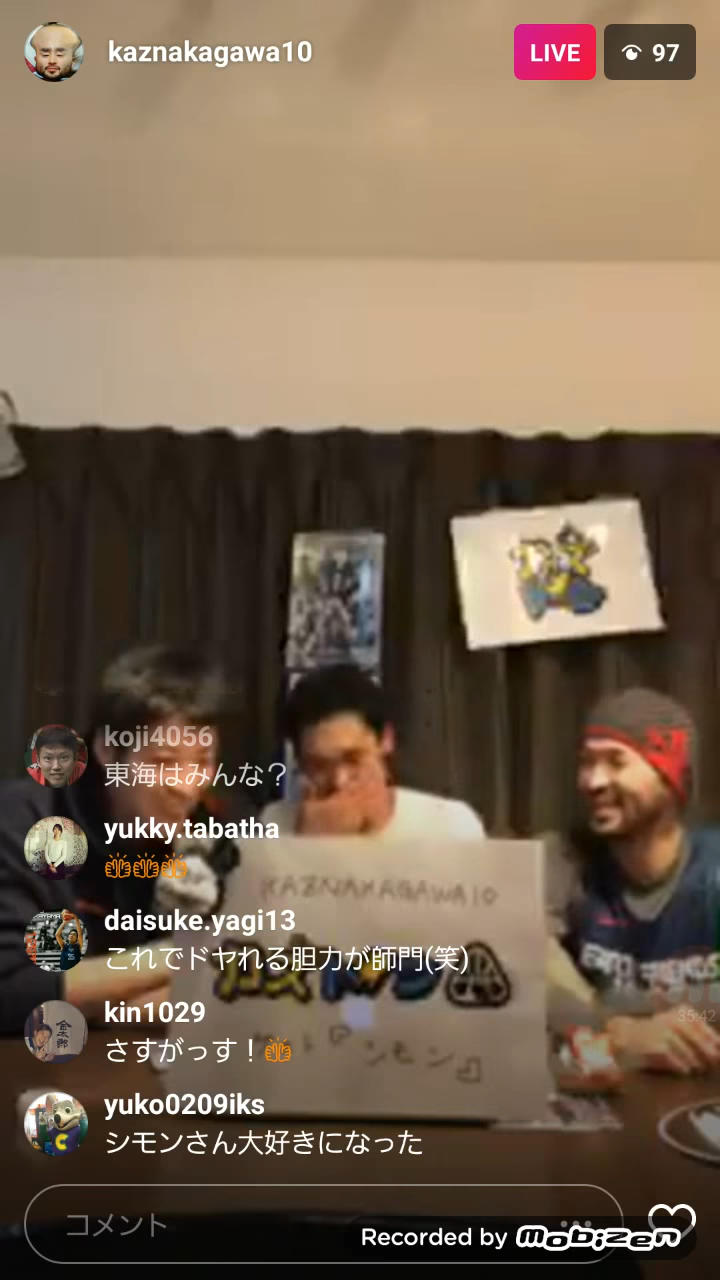 kaznakagawa10
LIVE
97
koji4056
東海はみんな？
yukky.tabatha
daisuke.yagi13
これでドヤれる胆力が師門(笑)
kin1029
さすがっす！
yuko0209iks
シモンさん大好きになった
KAZNAKAGAWA10
35:42
コメント
Recorded by mobizen